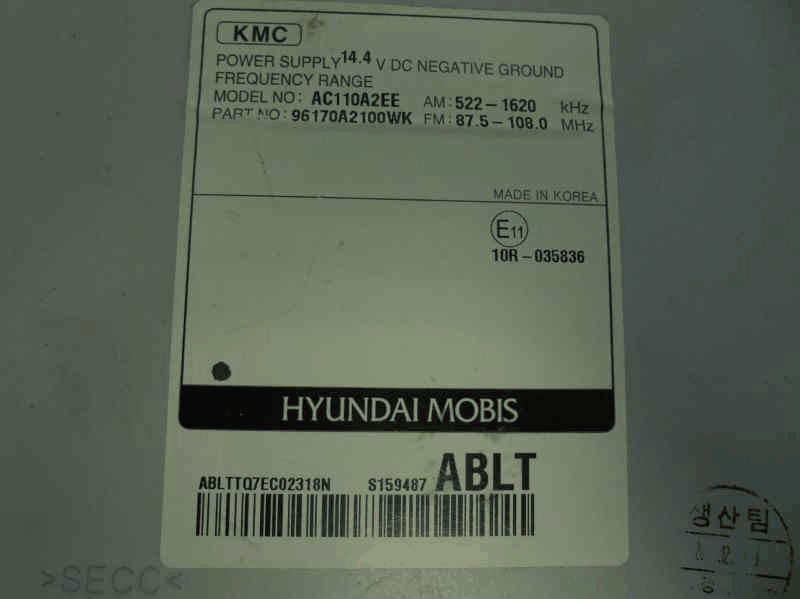 KMC
POWER SUPPLY 14.4 V DC NEGATIVE GROUND
FREQUENCY RANGE
MODEL NO: AC110A2EE AM: 522-1620 kHz
PART NO: 96170A2100WK FM: 87.5-108.0 MHz
MADE IN KOREA
E11
10R-035836
HYUNDAI MOBIS
ABLTTQ7EC02318N S159487 ABLT
생산팀
>SECC<